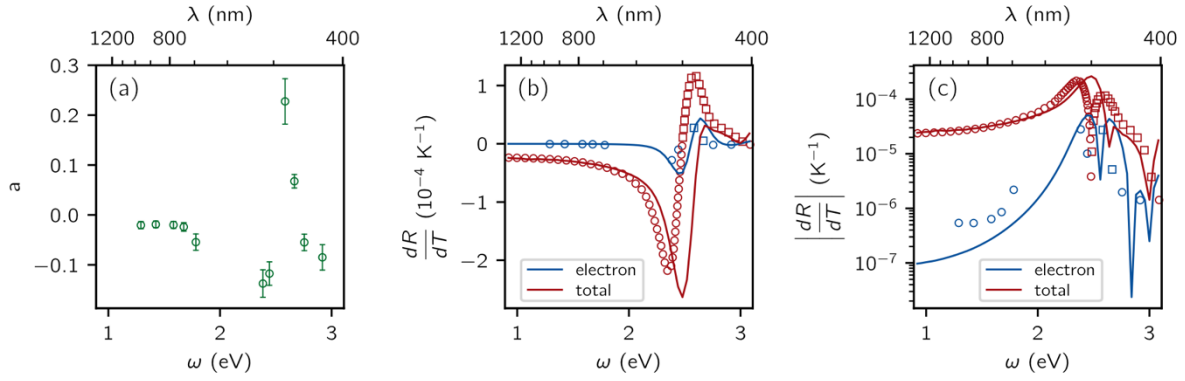 λ (nm)
1200 800 400
(a)
0.3
0.2
0.1
0.0
−0.1
a
1 2 3
ω (eV)
λ (nm)
1200 800 400
(b)
1
0
−1
−2
dR/dT (10⁻⁴ K⁻¹)
electron
total
1 2 3
ω (eV)
λ (nm)
1200 800 400
(c)
10⁻⁴
10⁻⁵
10⁻⁶
10⁻⁷
|dR/dT| (K⁻¹)
electron
total
1 2 3
ω (eV)